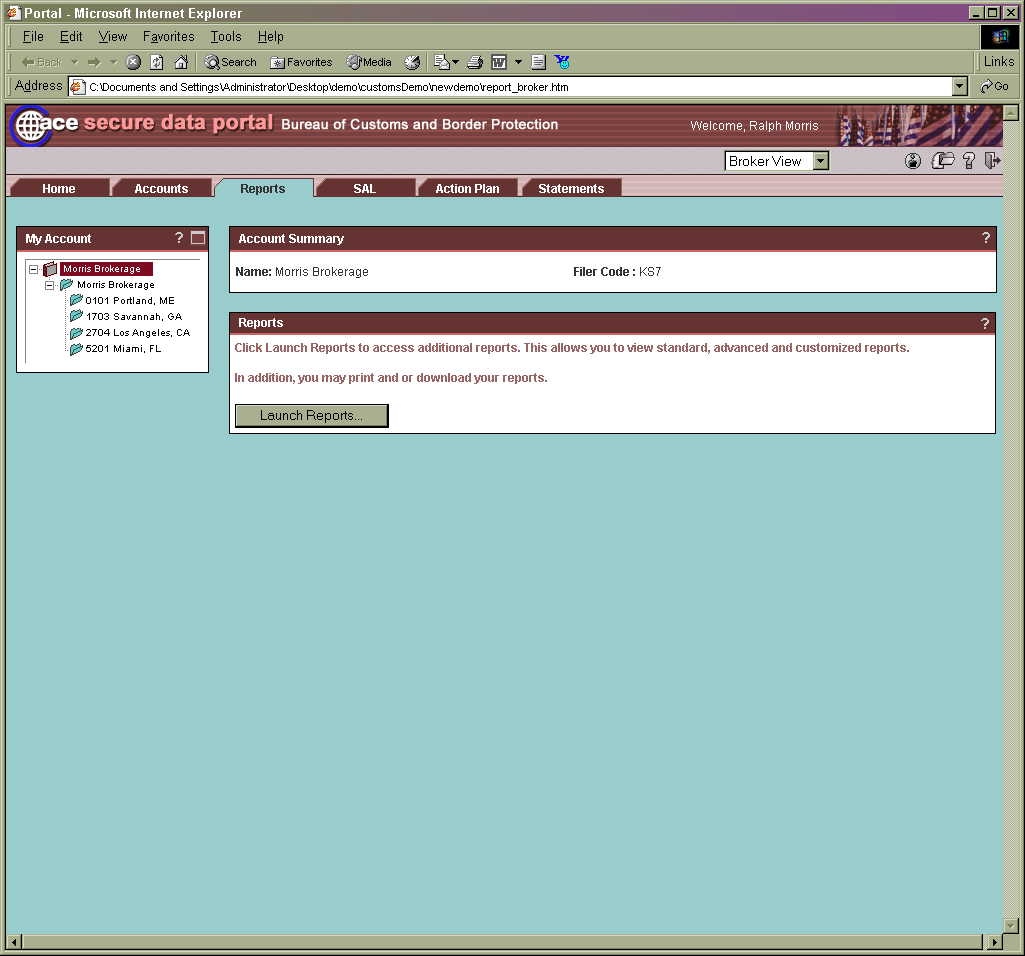 Portal - Microsoft Internet Explorer
File Edit View Favorites Tools Help
Back Search Favorites Media Links
Address C:\Documents and Settings\Administrator\Desktop\demo\customsDemo\newdemo\report_broker.htm Go
ace secure data portal Bureau of Customs and Border Protection Welcome, Ralph Morris
Broker View ?
Home Accounts Reports SAL Action Plan Statements
My Account ?
Morris Brokerage
Morris Brokerage
0101 Portland, ME
1703 Savannah, GA
2704 Los Angeles, CA
5201 Miami, FL
Account Summary ?
Name: Morris Brokerage Filer Code : KS7
Reports ?
Click Launch Reports to access additional reports. This allows you to view standard, advanced and customized reports.
In addition, you may print and or download your reports.
Launch Reports...